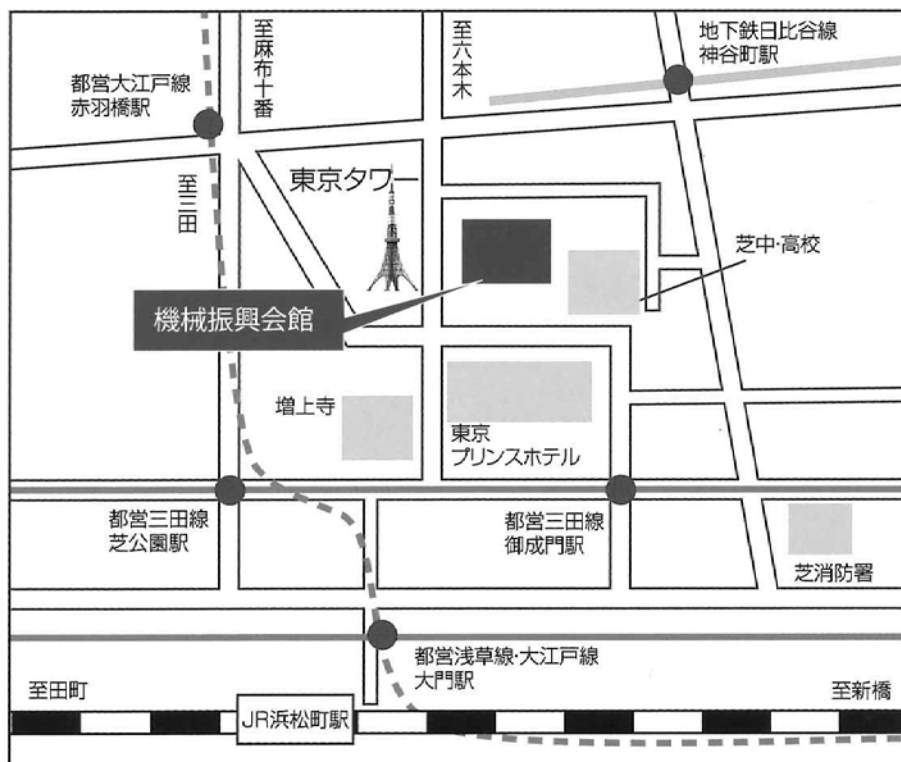 至麻布十番
至六本木
地下鉄日比谷線
神谷町駅
都営大江戸線
赤羽橋駅
至三田
東京タワー
芝中・高校
機械振興会館
増上寺
東京
プリンスホテル
都営三田線
芝公園駅
都営三田線
御成門駅
芝消防署
都営浅草線・大江戸線
大門駅
至田町
至新橋
JR浜松町駅